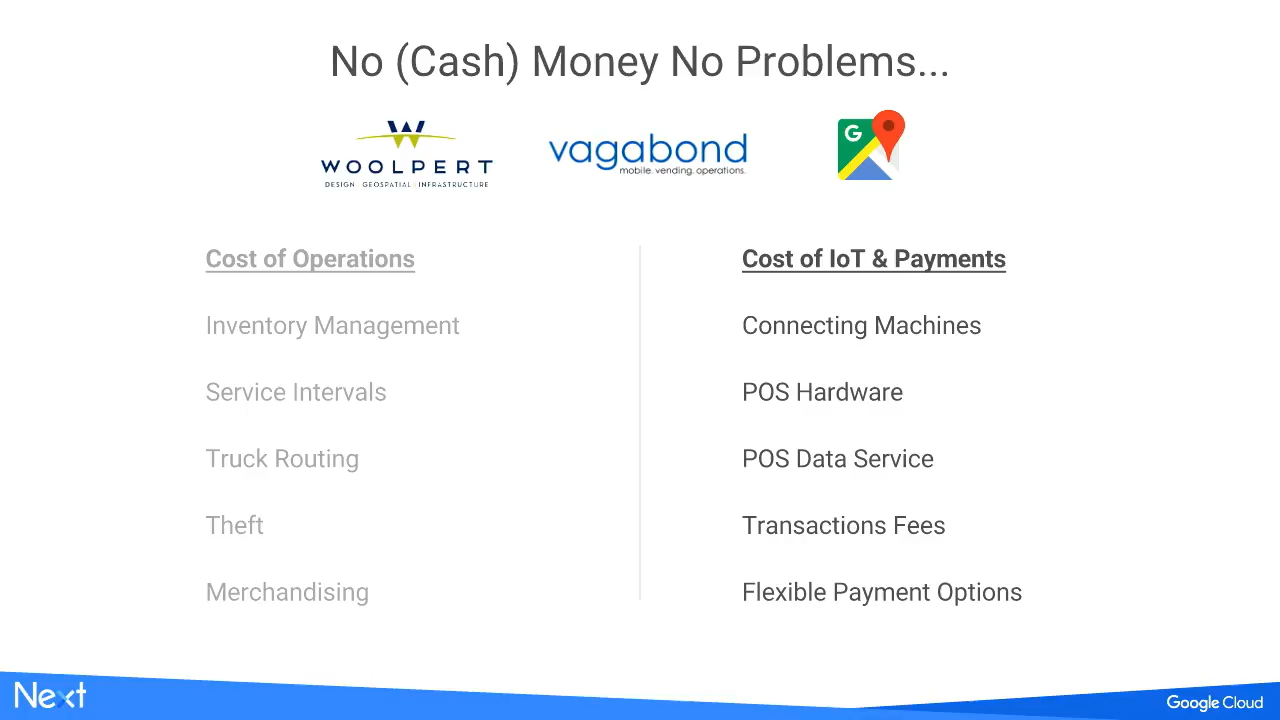 No (Cash) Money No Problems...
W
WOOLPERT
DESIGN | GEOSPATIAL | INFRASTRUCTURE
vagabond
mobile. vending. operations.
G
Cost of Operations
Inventory Management
Service Intervals
Truck Routing
Theft
Merchandising
Cost of IoT & Payments
Connecting Machines
POS Hardware
POS Data Service
Transactions Fees
Flexible Payment Options
Next
Google Cloud